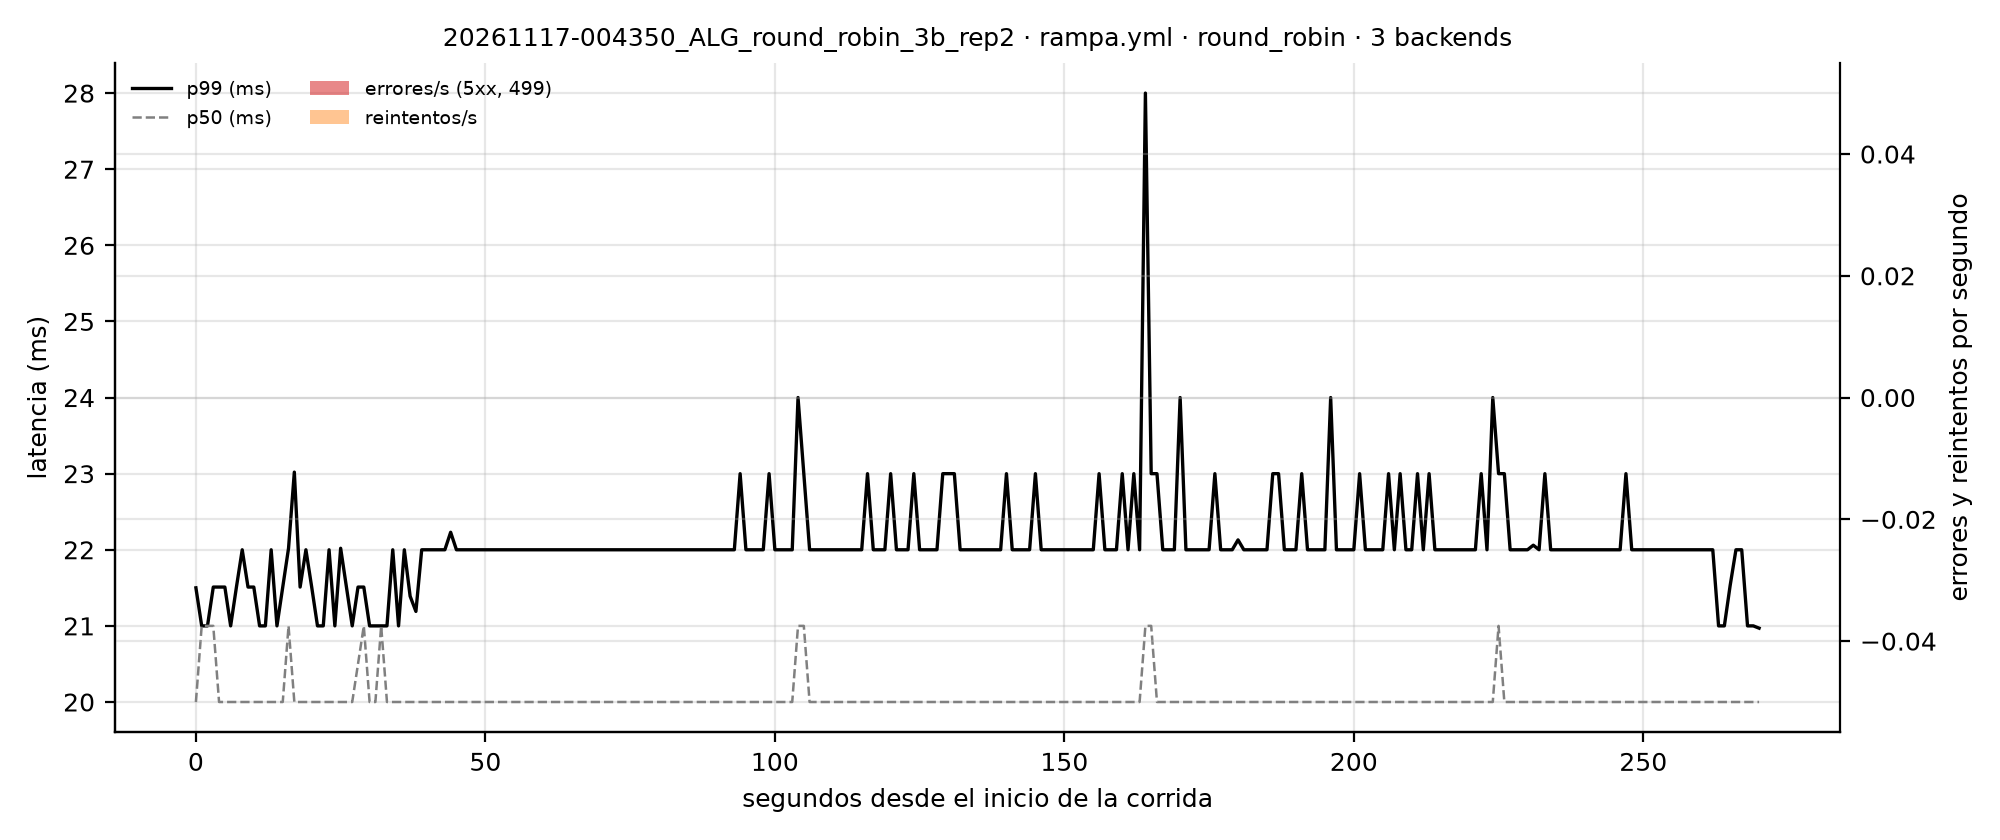 20261117-004350_ALG_round_robin_3b_rep2 · rampa.yml · round_robin · 3 backends
p99 (ms)
p50 (ms)
errores/s (5xx, 499)
reintentos/s
latencia (ms)
28
27
26
25
24
23
22
21
20
0.04
0.02
0.00
−0.02
−0.04
errores y reintentos por segundo
0
50
100
150
200
250
segundos desde el inicio de la corrida